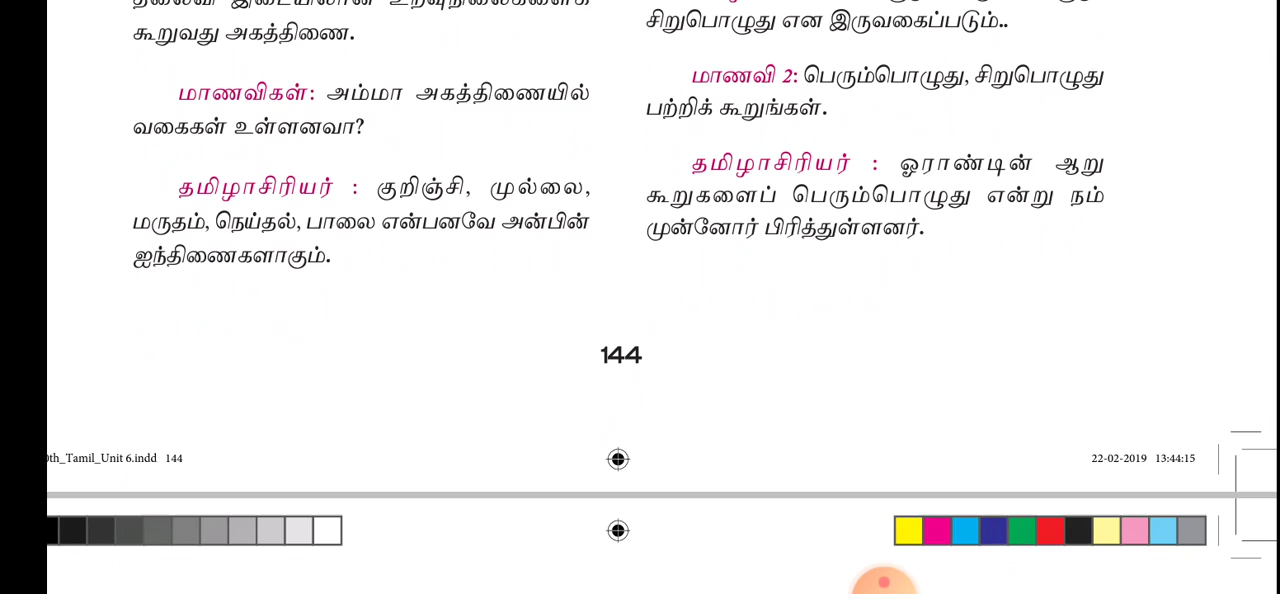 கூறுவது அகத்திணை.
மாணவிகள்: அம்மா அகத்திணையில்
வகைகள் உள்ளனவா?
தமிழாசிரியர் : குறிஞ்சி, முல்லை,
மருதம், நெய்தல், பாலை என்பனவே அன்பின்
ஐந்திணைகளாகும்.
சிறுபொழுது என இருவகைப்படும்..
மாணவி 2: பெரும்பொழுது, சிறுபொழுது
பற்றிக் கூறுங்கள்.
தமிழாசிரியர் : ஓராண்டின் ஆறு
கூறுகளைப் பெரும்பொழுது என்று நம்
முன்னோர் பிரித்துள்ளனர்.
144
th_Tamil_Unit 6.indd 144
22-02-2019 13:44:15